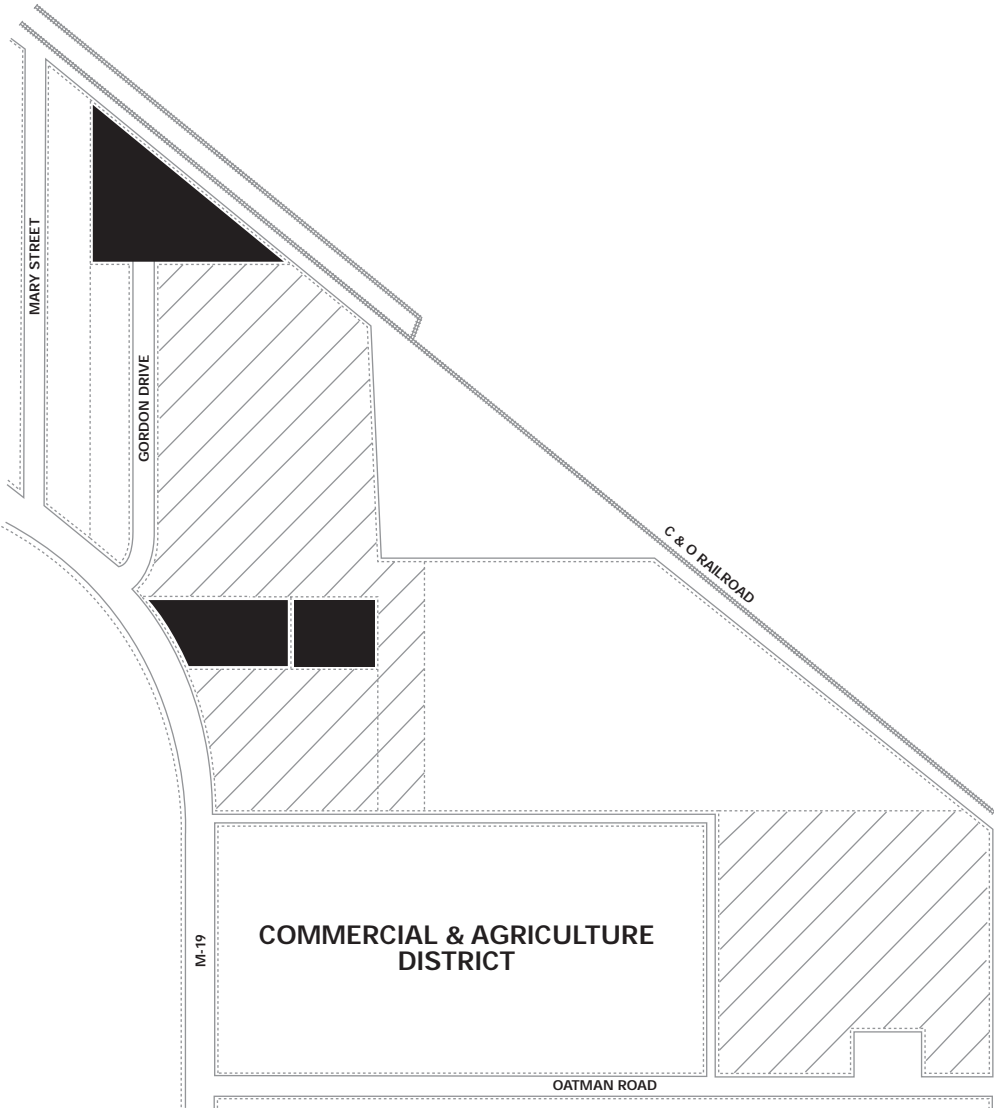 MARY STREET
GORDON DRIVE
C & O RAILROAD
M-19
COMMERCIAL & AGRICULTURE
DISTRICT
OATMAN ROAD